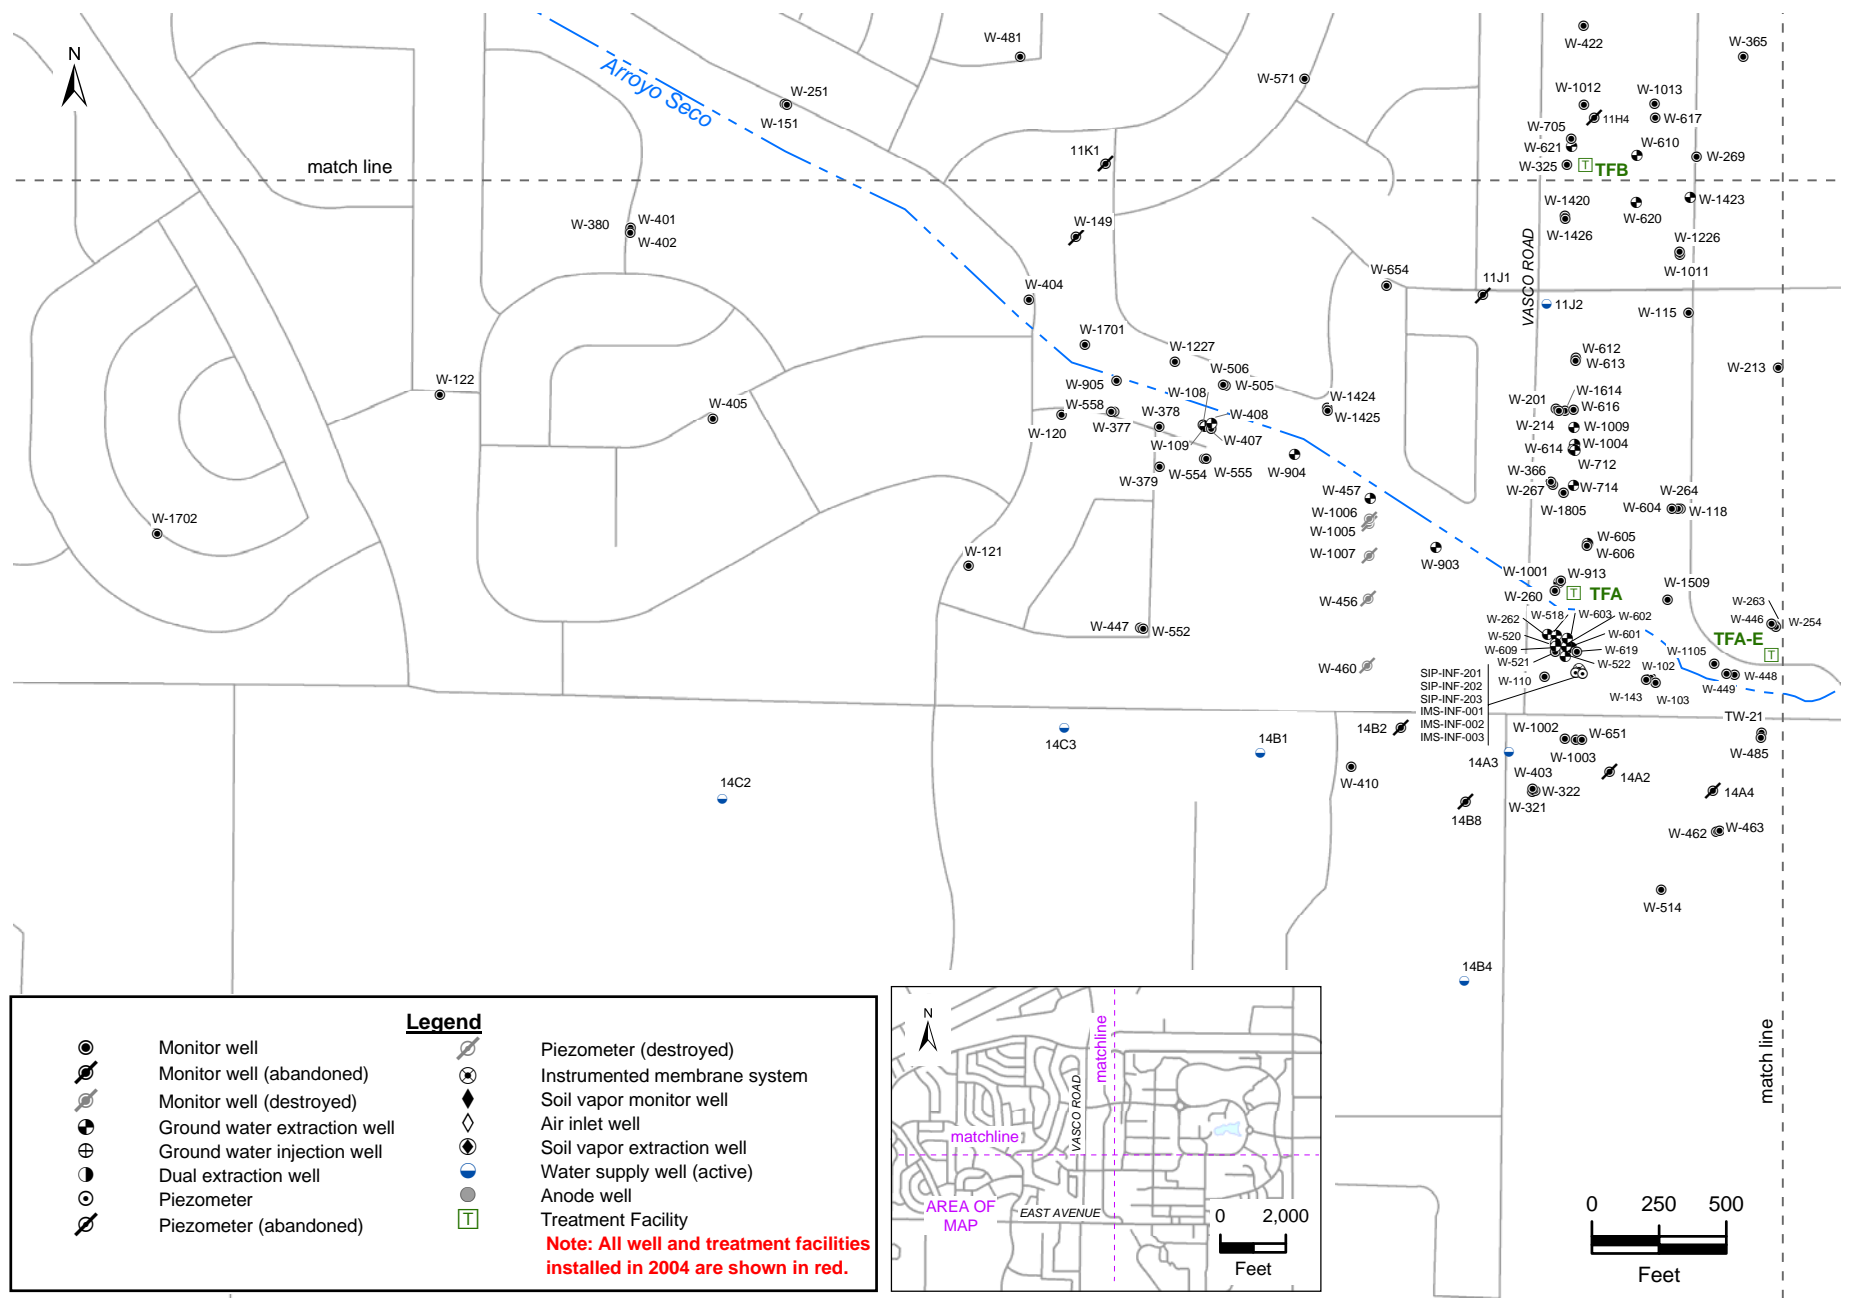 N
Arroyo Seco
match line
W-481
W-251
W-151
W-571
W-422
W-365
W-1012
W-1013
11H4
W-617
W-705
W-621
W-610
W-325
TFB
W-269
11K1
W-401
W-380
W-402
W-149
W-1420
W-1426
W-620
W-1423
W-1226
W-1011
VASCO ROAD
W-654
11J1
11J2
W-115
W-404
W-1701
W-1227
W-612
W-613
W-213
W-122
W-405
W-905
W-506
W-505
W-108
W-558
W-378
W-408
W-120
W-377
W-109
W-407
W-1424
W-1425
W-201
W-1614
W-616
W-214
W-1009
W-614
W-1004
W-712
W-379
W-554
W-555
W-904
W-366
W-267
W-714
W-1805
W-264
W-604
W-118
W-457
W-1006
W-1005
W-1007
W-903
W-605
W-606
W-1702
W-121
W-1001
W-913
W-260
TFA
W-1509
W-456
W-518
W-603
W-262
W-602
W-520
W-601
W-609
W-619
W-521
W-522
W-263
W-446
W-254
TFA-E
W-1105
W-447
W-552
W-460
SIP-INF-201
SIP-INF-202
SIP-INF-203
IMS-INF-001
IMS-INF-002
IMS-INF-003
W-110
W-102
W-143
W-103
W-449
W-448
14C3
14B1
14B2
14A3
W-1002
W-651
W-1003
TW-21
W-485
14C2
W-410
W-403
W-322
W-321
14A2
14A4
14B8
W-462
W-463
W-514
14B4
match line
Legend
Monitor well
Monitor well (abandoned)
Monitor well (destroyed)
Ground water extraction well
Ground water injection well
Dual extraction well
Piezometer
Piezometer (abandoned)
Piezometer (destroyed)
Instrumented membrane system
Soil vapor monitor well
Air inlet well
Soil vapor extraction well
Water supply well (active)
Anode well
T Treatment Facility
Note: All well and treatment facilities
installed in 2004 are shown in red.
N
matchline
VASCO ROAD
matchline
AREA OF
MAP
EAST AVENUE
0 2,000
Feet
0 250 500
Feet